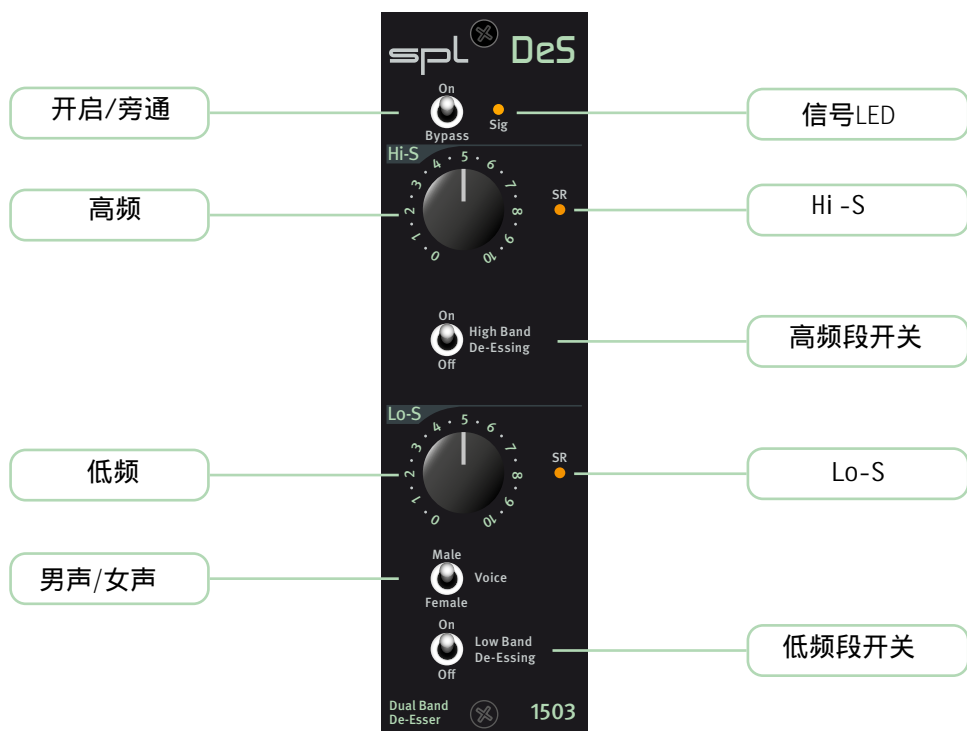 spl DeS
On
开启/旁通
信号LED
Sig
Bypass
Hi-S
0 1 2 3 4 5 6 7 8 9 10
SR
高频
Hi -S
On
High Band
De-Essing
Off
高频段开关
Lo-S
0 1 2 3 4 5 6 7 8 9 10
SR
低频
Lo-S
Male
Voice
Female
男声/女声
On
Low Band
De-Essing
Off
低频段开关
Dual Band
De-Esser
1503